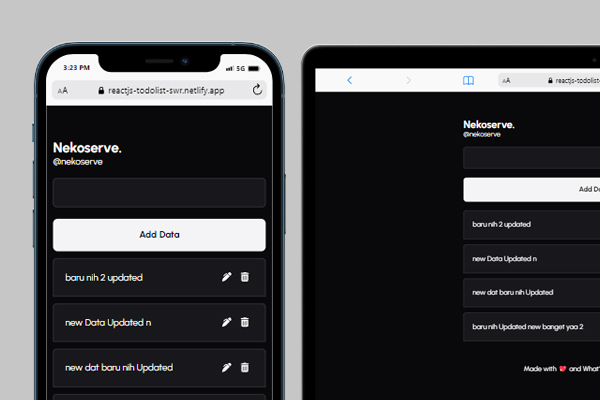 3:23 PM
5G
AA
reactjs-todolist-swr.netlify.app
Nekoserve.
@nekoserve
Add Data
baru nih 2 updated
new Data Updated n
new dat baru nih Updated
AA
reactjs-todolist-
Nekoserve.
@nekoserve
Add Da
baru nih 2 updated
new Data Updated n
new dat baru nih Updated
baru nih Updated new banget yaa 2
Made with ❤️ and What'